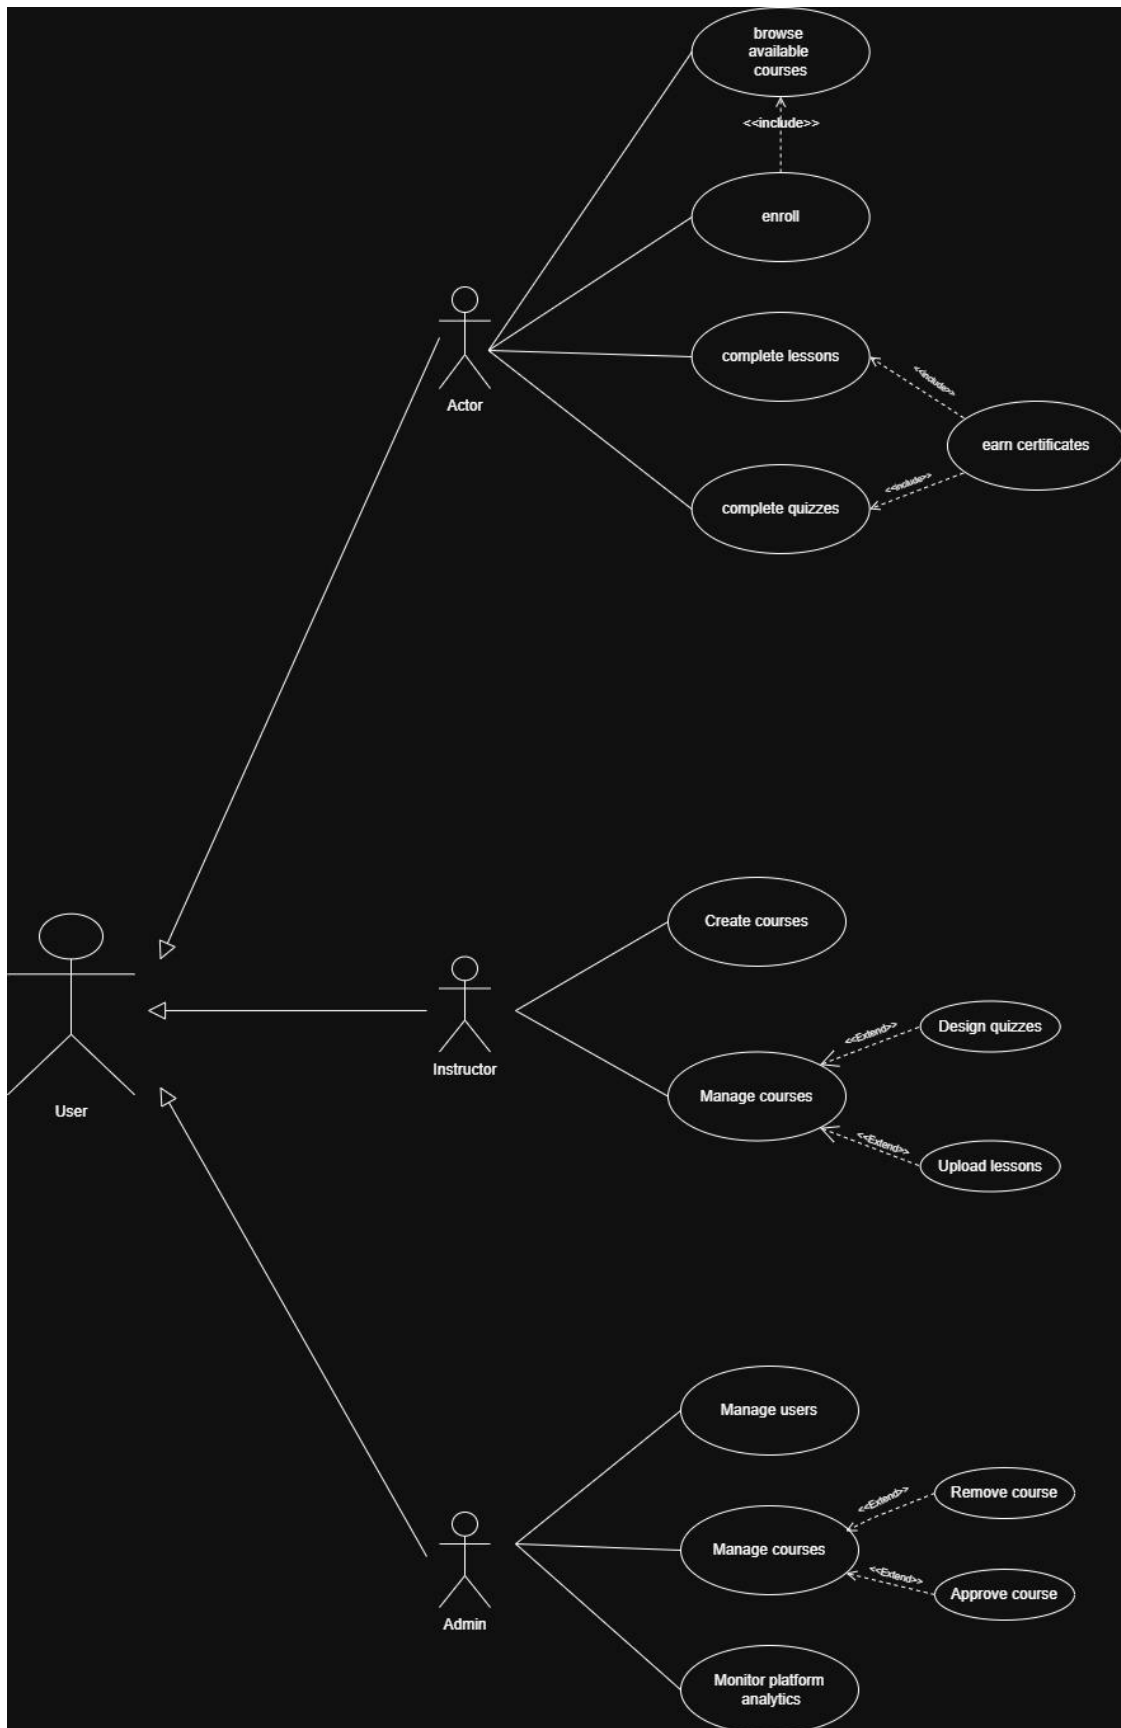 browse
available
courses
<<include>>
enroll
complete lessons
<<include>>
earn certificates
<<include>>
complete quizzes
Actor
Create courses
<<Extend>>
Design quizzes
Manage courses
<<Extend>>
Upload lessons
Instructor
User
Manage users
<<Extend>>
Remove course
Manage courses
<<Extend>>
Approve course
Admin
Monitor platform
analytics